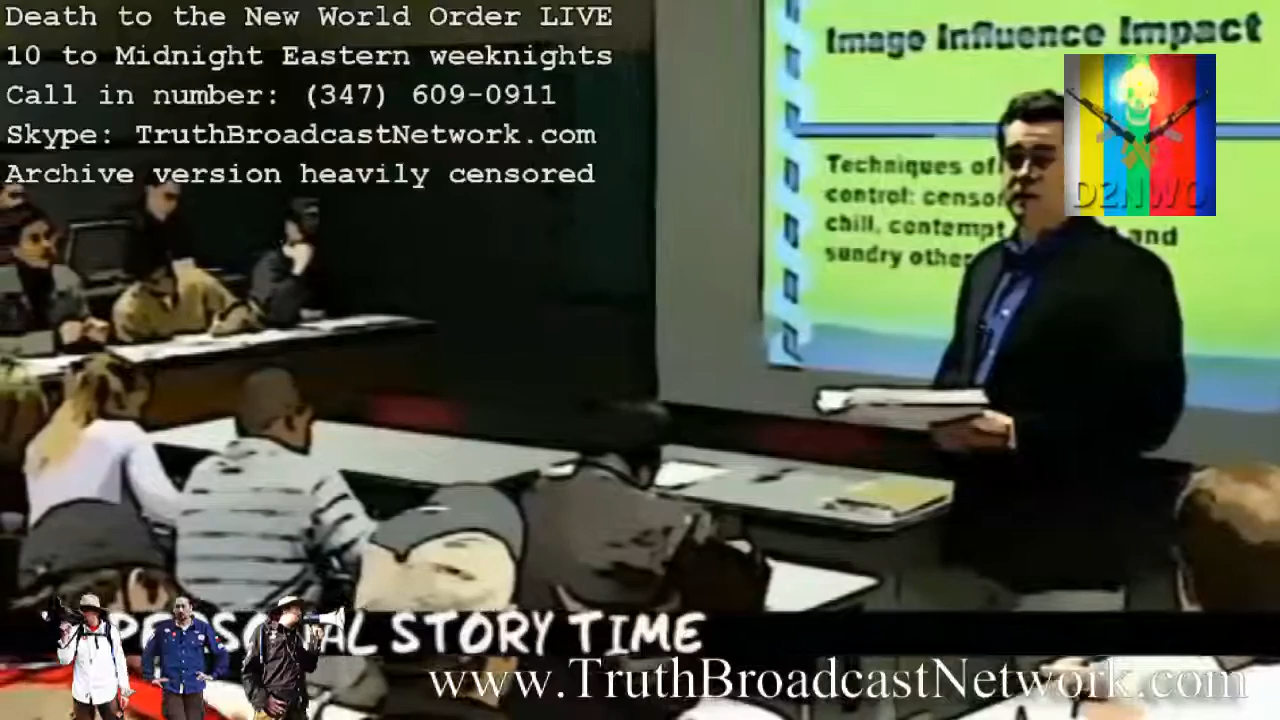 Death to the New World Order LIVE
10 to Midnight Eastern weeknights
Call in number: (347) 609-0911
Skype: TruthBroadcastNetwork.com
Archive version heavily censored
Image Influence Impact
Techniques of
control: censor
chill, contempt and
sundry other
D2NWO
PERSONAL STORY TIME
www.TruthBroadcastNetwork.com